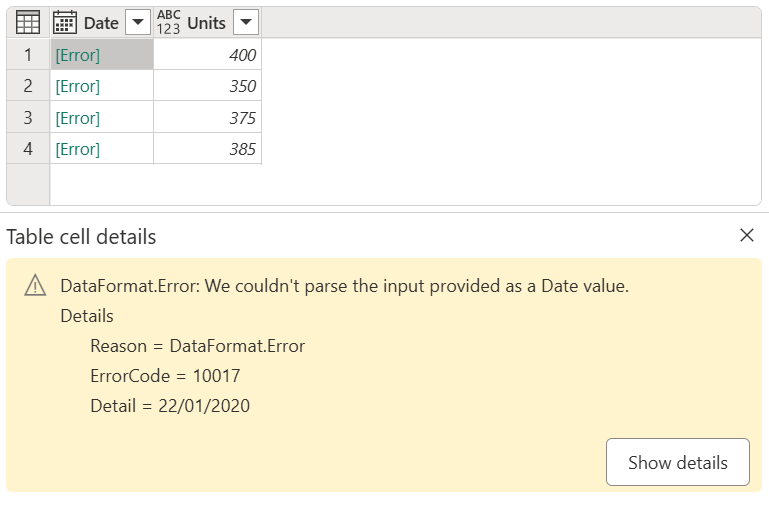 Date ABC 123 Units
1 [Error] 400
2 [Error] 350
3 [Error] 375
4 [Error] 385
Table cell details
DataFormat.Error: We couldn't parse the input provided as a Date value.
Details
Reason = DataFormat.Error
ErrorCode = 10017
Detail = 22/01/2020
Show details